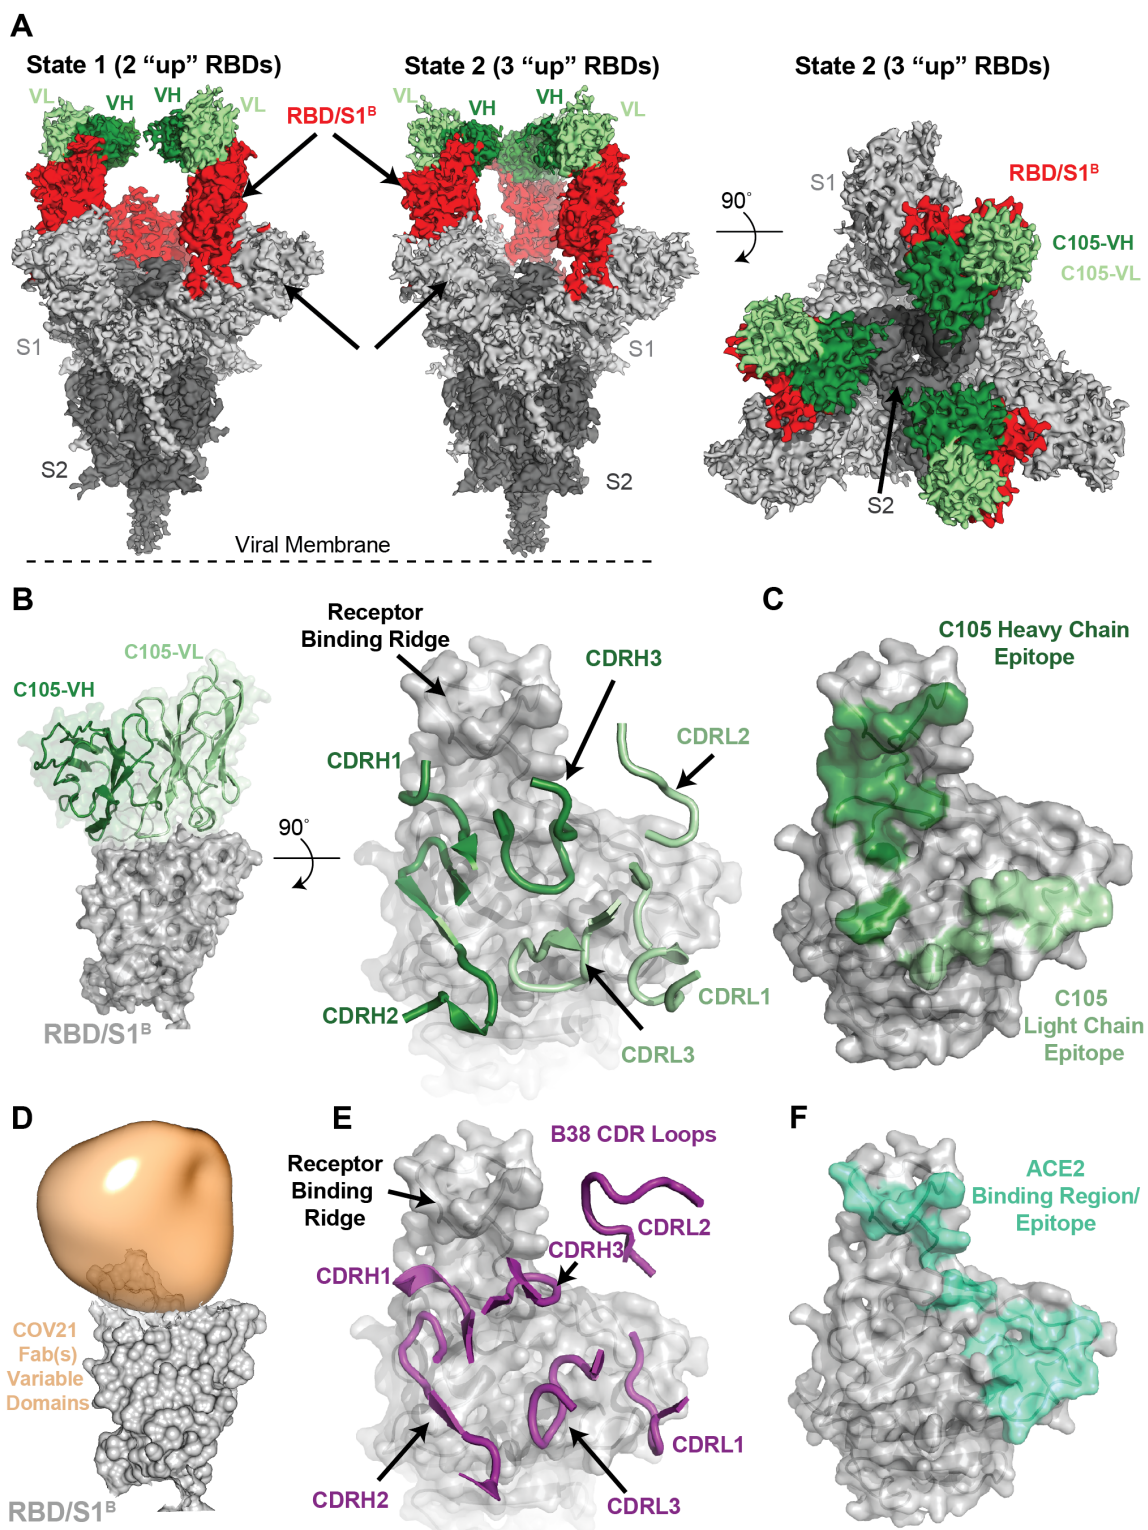 A
State 1 (2 “up” RBDs)
State 2 (3 “up” RBDs)
State 2 (3 “up” RBDs)
VL
VH
VH
VL
RBD/S1ᴮ
VL
VH
VH
VL
S1
S2
S1
S2
Viral Membrane
90°
S1
RBD/S1ᴮ
C105-VH
C105-VL
S2
B
C105-VL
C105-VH
RBD/S1ᴮ
90°
Receptor
Binding Ridge
CDRH3
CDRL2
CDRH1
CDRH2
CDRL1
CDRL3
C
C105 Heavy Chain
Epitope
C105
Light Chain
Epitope
D
COV21
Fab(s)
Variable
Domains
RBD/S1ᴮ
E
B38 CDR Loops
Receptor
Binding
Ridge
CDRL2
CDRH3
CDRH1
CDRL1
CDRH2
CDRL3
F
ACE2
Binding Region/
Epitope